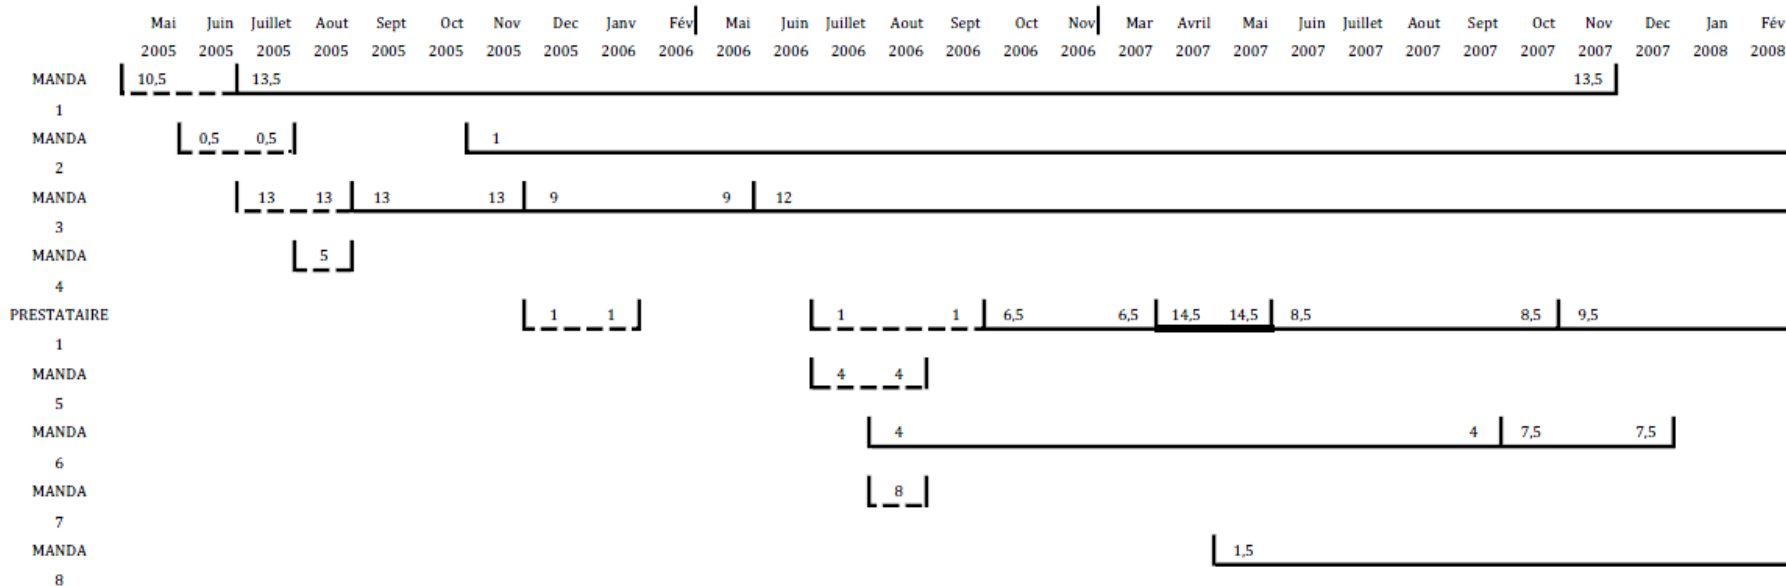 Mai Juin Juillet Aout Sept Oct Nov Dec Janv Fév Mai Juin Juillet Aout Sept Oct Nov Mar Avril Mai Juin Juillet Aout Sept Oct Nov Dec Jan Fév
2005 2005 2005 2005 2005 2005 2005 2005 2006 2006 2006 2006 2006 2006 2006 2006 2006 2007 2007 2007 2007 2007 2007 2007 2007 2007 2007 2008 2008
MANDA 10,5 13,5 13,5
1
MANDA 0,5 0,5 1
2
MANDA 13 13 13 13 9 9 12
3
MANDA 5
4
PRESTATAIRE 1 1 1 1 6,5 6,5 14,5 14,5 8,5 8,5 9,5
1
MANDA 4 4
5
MANDA 4 4 7,5 7,5
6
MANDA 8
7
MANDA 1,5
8